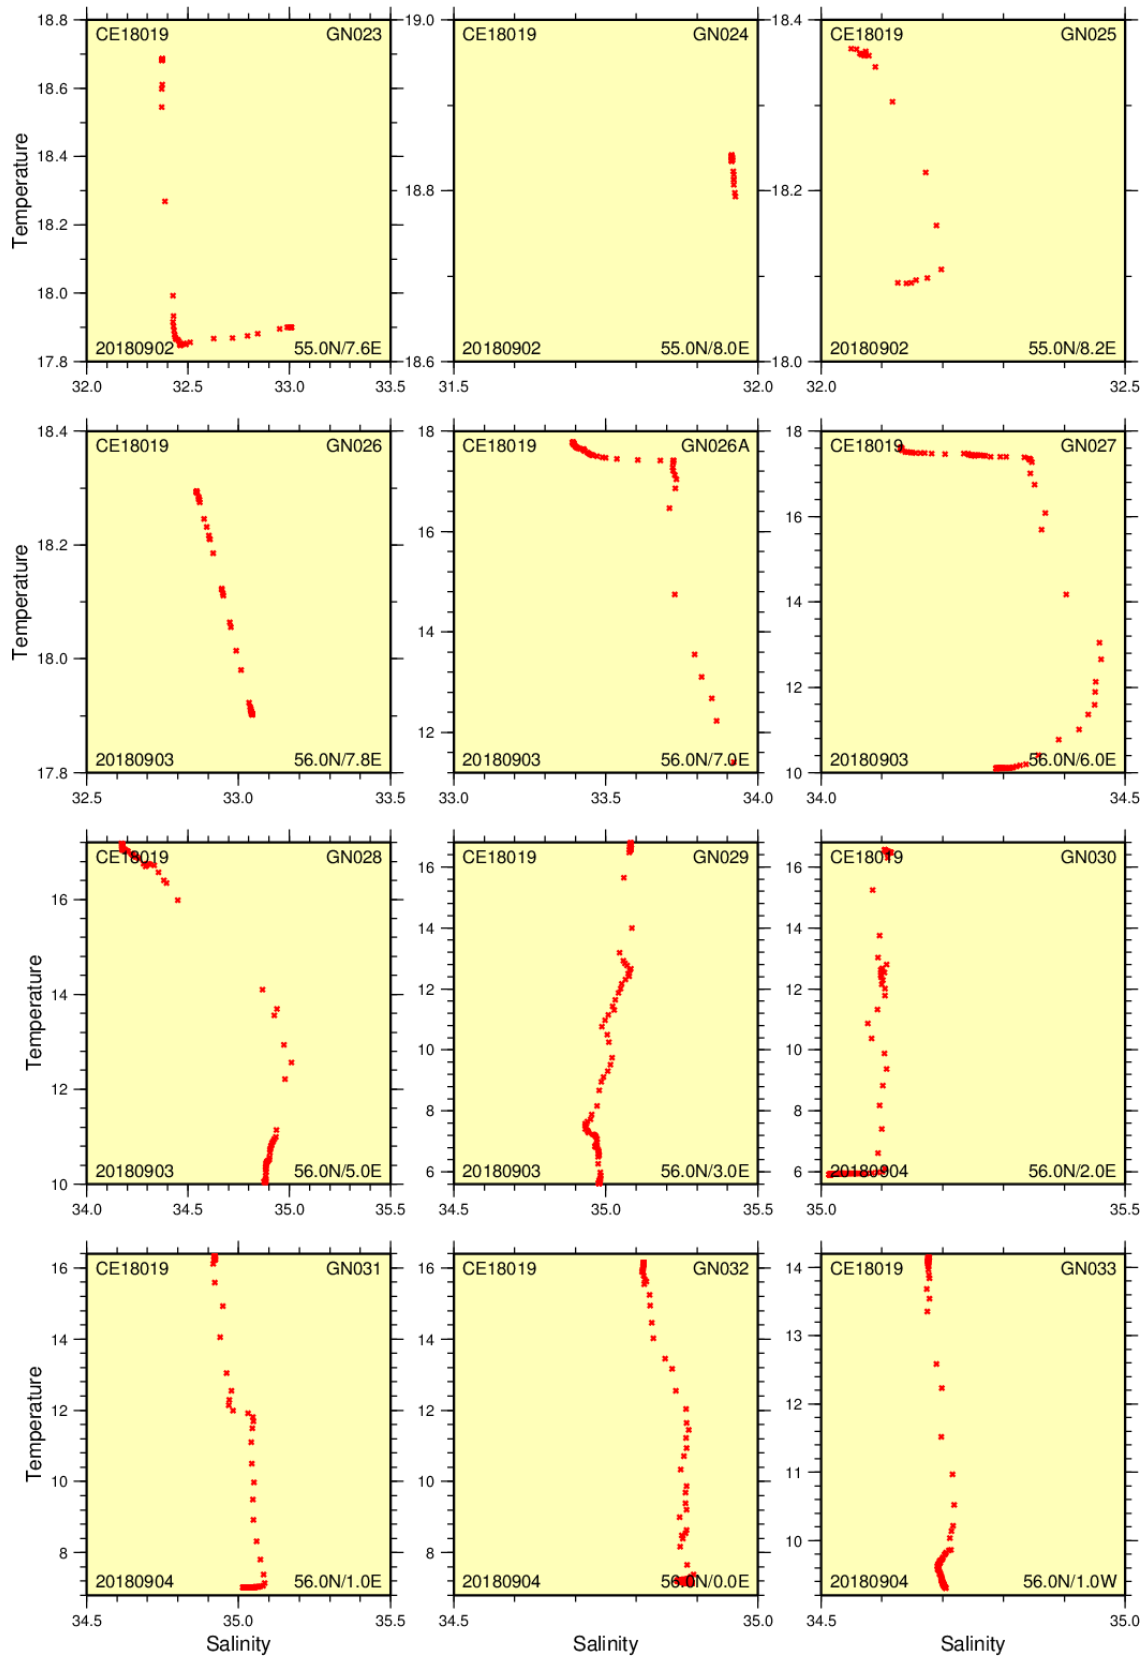 CE18019 GN023
18.8
18.6
18.4
18.2
18.0
17.8
Temperature
20180902 55.0N/7.6E
32.0 32.5 33.0 33.5
CE18019 GN024
19.0
18.8
18.6
20180902 55.0N/8.0E
31.5 32.0
CE18019 GN025
18.4
18.2
18.0
20180902 55.0N/8.2E
32.0 32.5
CE18019 GN026
18.4
18.2
18.0
17.8
Temperature
20180903 56.0N/7.8E
32.5 33.0 33.5
CE18019 GN026A
18
16
14
12
20180903 56.0N/7.0E
33.0 33.5 34.0
CE18019 GN027
18
16
14
12
10
20180903 56.0N/6.0E
34.0 34.5
CE18019 GN028
16
14
12
10
Temperature
20180903 56.0N/5.0E
34.0 34.5 35.0 35.5
CE18019 GN029
16
14
12
10
8
6
20180903 56.0N/3.0E
34.5 35.0 35.5
CE18019 GN030
16
14
12
10
8
6
20180904 56.0N/2.0E
35.0 35.5
CE18019 GN031
16
14
12
10
8
Temperature
20180904 56.0N/1.0E
34.5 35.0 35.5
Salinity
CE18019 GN032
16
14
12
10
8
20180904 56.0N/0.0E
34.5 35.0
Salinity
CE18019 GN033
14
13
12
11
10
20180904 56.0N/1.0W
34.5 35.0
Salinity